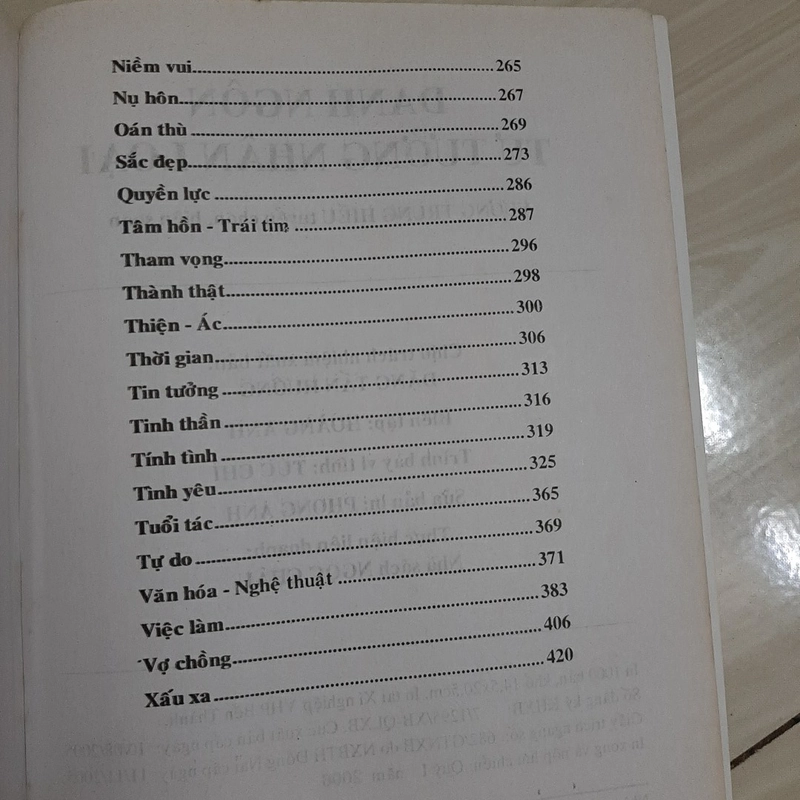 Niềm vui........................................................265
Nụ hôn..........................................................267
Oán thù.........................................................269
Sắc đẹp.........................................................273
Quyền lực.......................................................286
Tâm hồn - Trái tim..............................................287
Tham vọng.......................................................296
Thành thật......................................................298
Thiện - Ác......................................................300
Thời gian.......................................................306
Tin tưởng.......................................................313
Tinh thần.......................................................316
Tính tình.......................................................319
Tình yêu........................................................325
Tuổi tác........................................................365
Tự do...........................................................369
Văn hóa - Nghệ thuật............................................371
Việc làm........................................................383
Vợ chồng........................................................406
Xấu xa..........................................................420